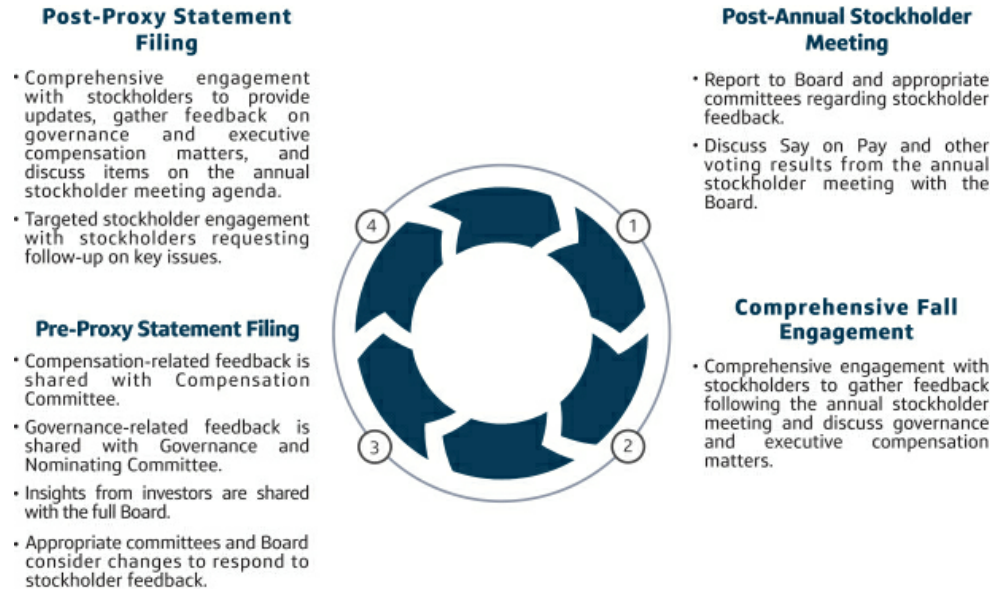 Post-Proxy Statement
Filing
• Comprehensive engagement
with stockholders to provide
updates, gather feedback on
governance and executive
compensation matters, and
discuss items on the annual
stockholder meeting agenda.
• Targeted stockholder engagement
with stockholders requesting
follow-up on key issues.
Pre-Proxy Statement Filing
• Compensation-related feedback is
shared with Compensation
Committee.
• Governance-related feedback is
shared with Governance and
Nominating Committee.
• Insights from investors are shared
with the full Board.
• Appropriate committees and Board
consider changes to respond to
stockholder feedback.
4
1
3
2
Post-Annual Stockholder
Meeting
• Report to Board and appropriate
committees regarding stockholder
feedback.
• Discuss Say on Pay and other
voting results from the annual
stockholder meeting with the
Board.
Comprehensive Fall
Engagement
• Comprehensive engagement with
stockholders to gather feedback
following the annual stockholder
meeting and discuss governance
and executive compensation
matters.